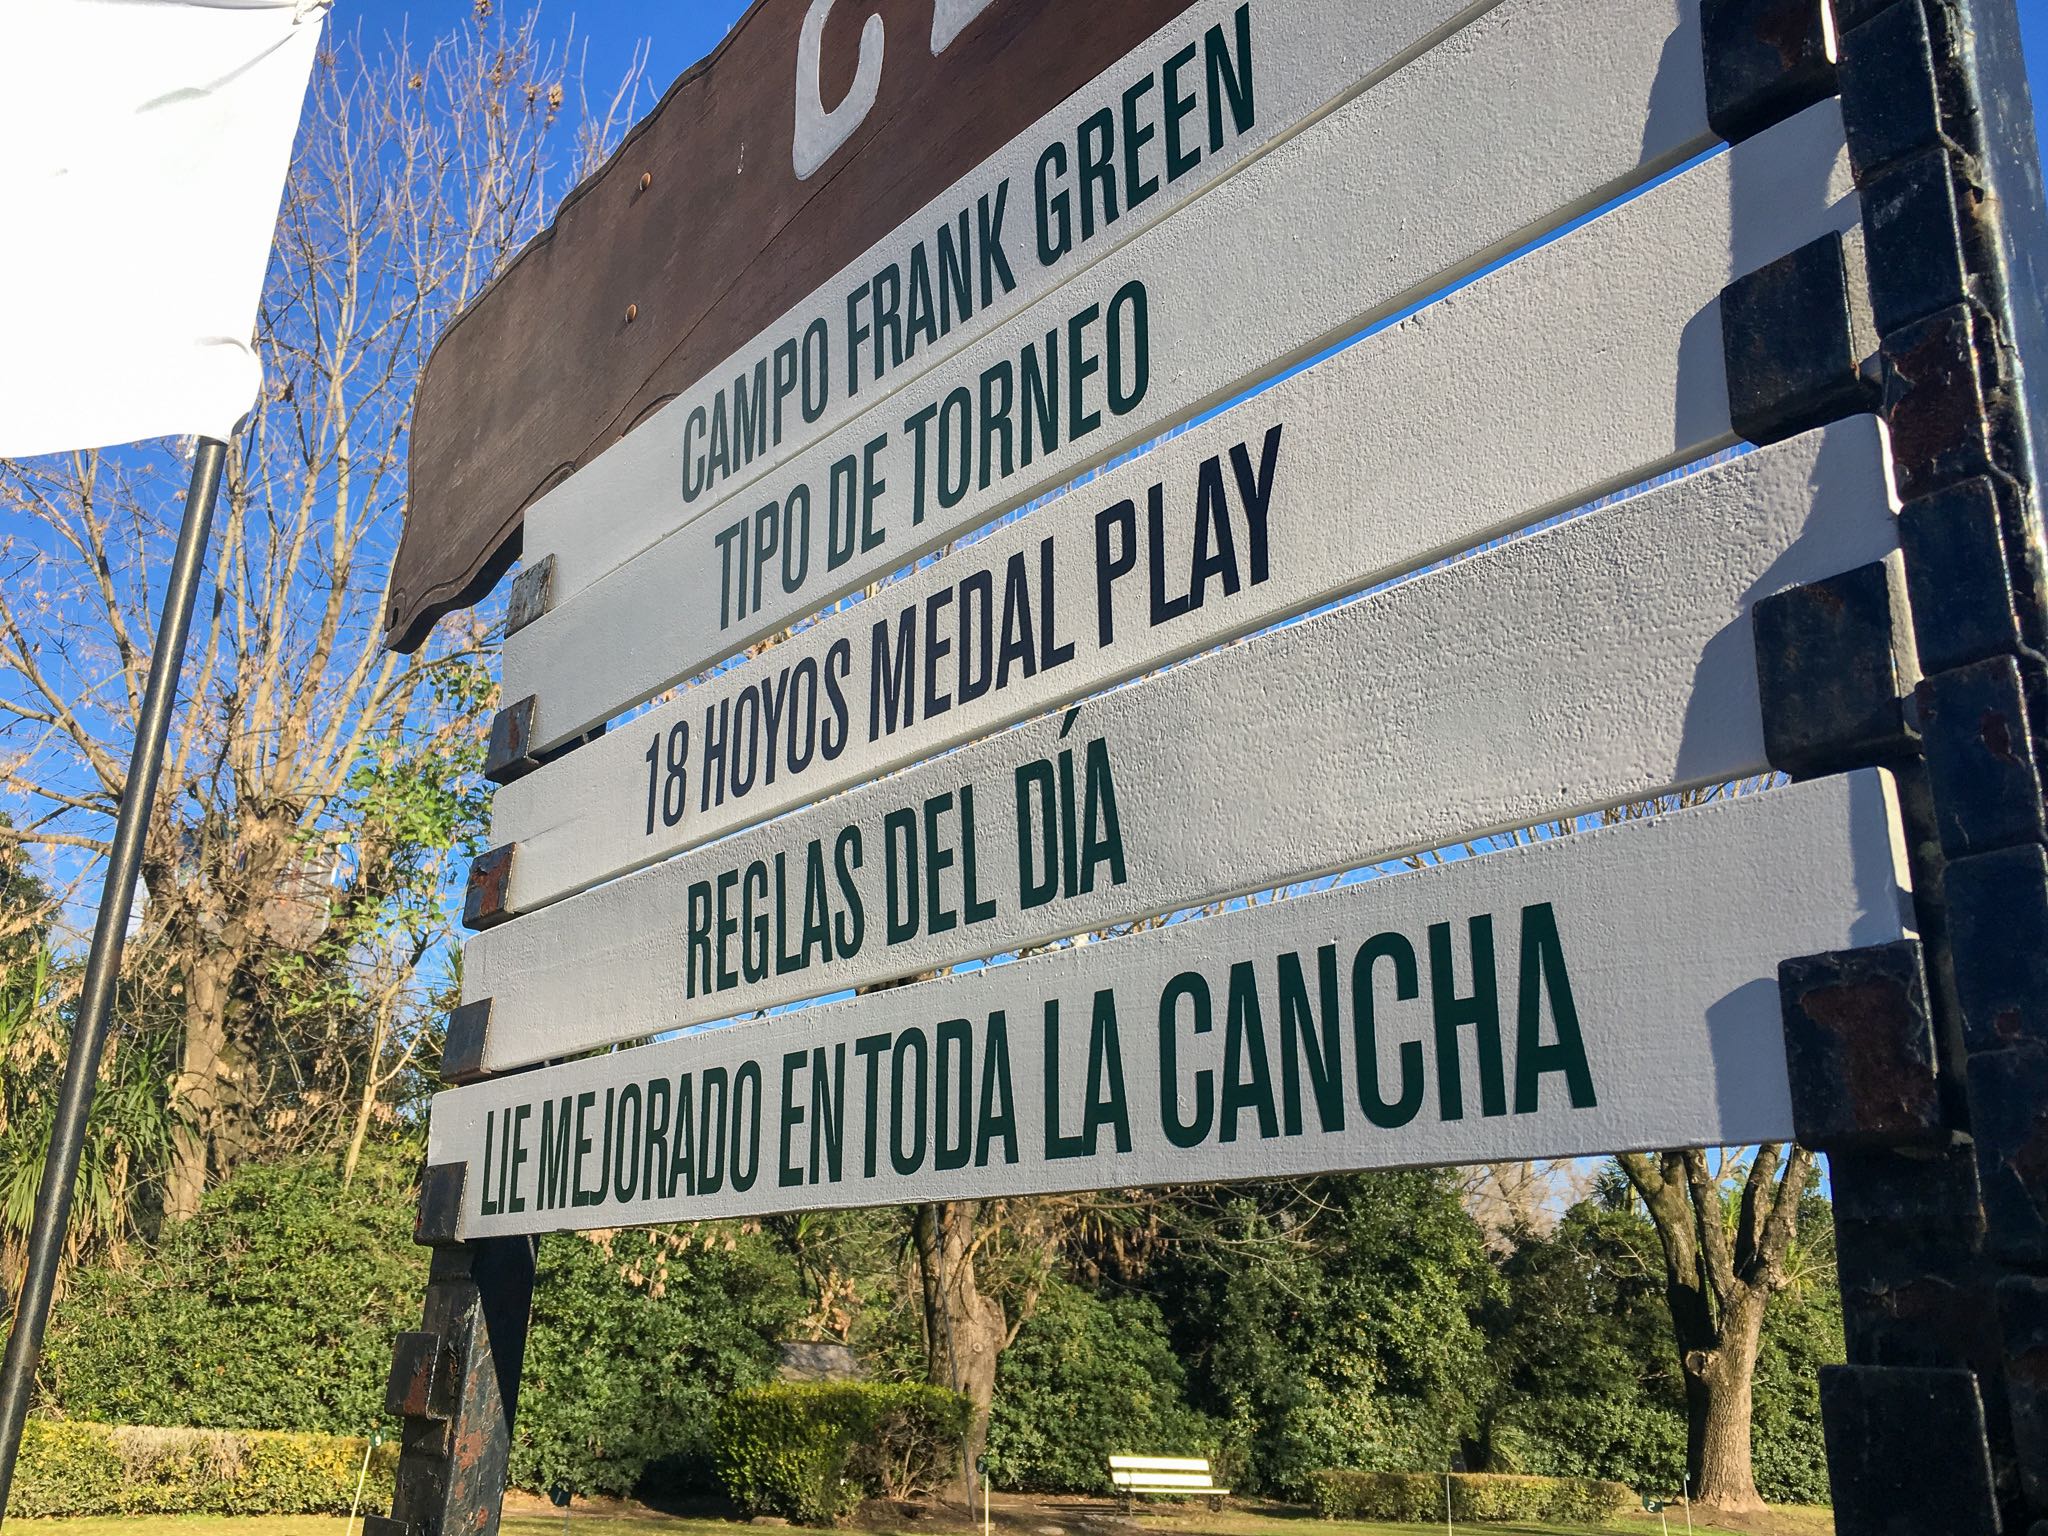 CAMPO FRANK GREEN
TIPO DE TORNEO
18 HOYOS MEDAL PLAY
REGLAS DEL DÍA
LIE MEJORADO EN TODA LA CANCHA
2